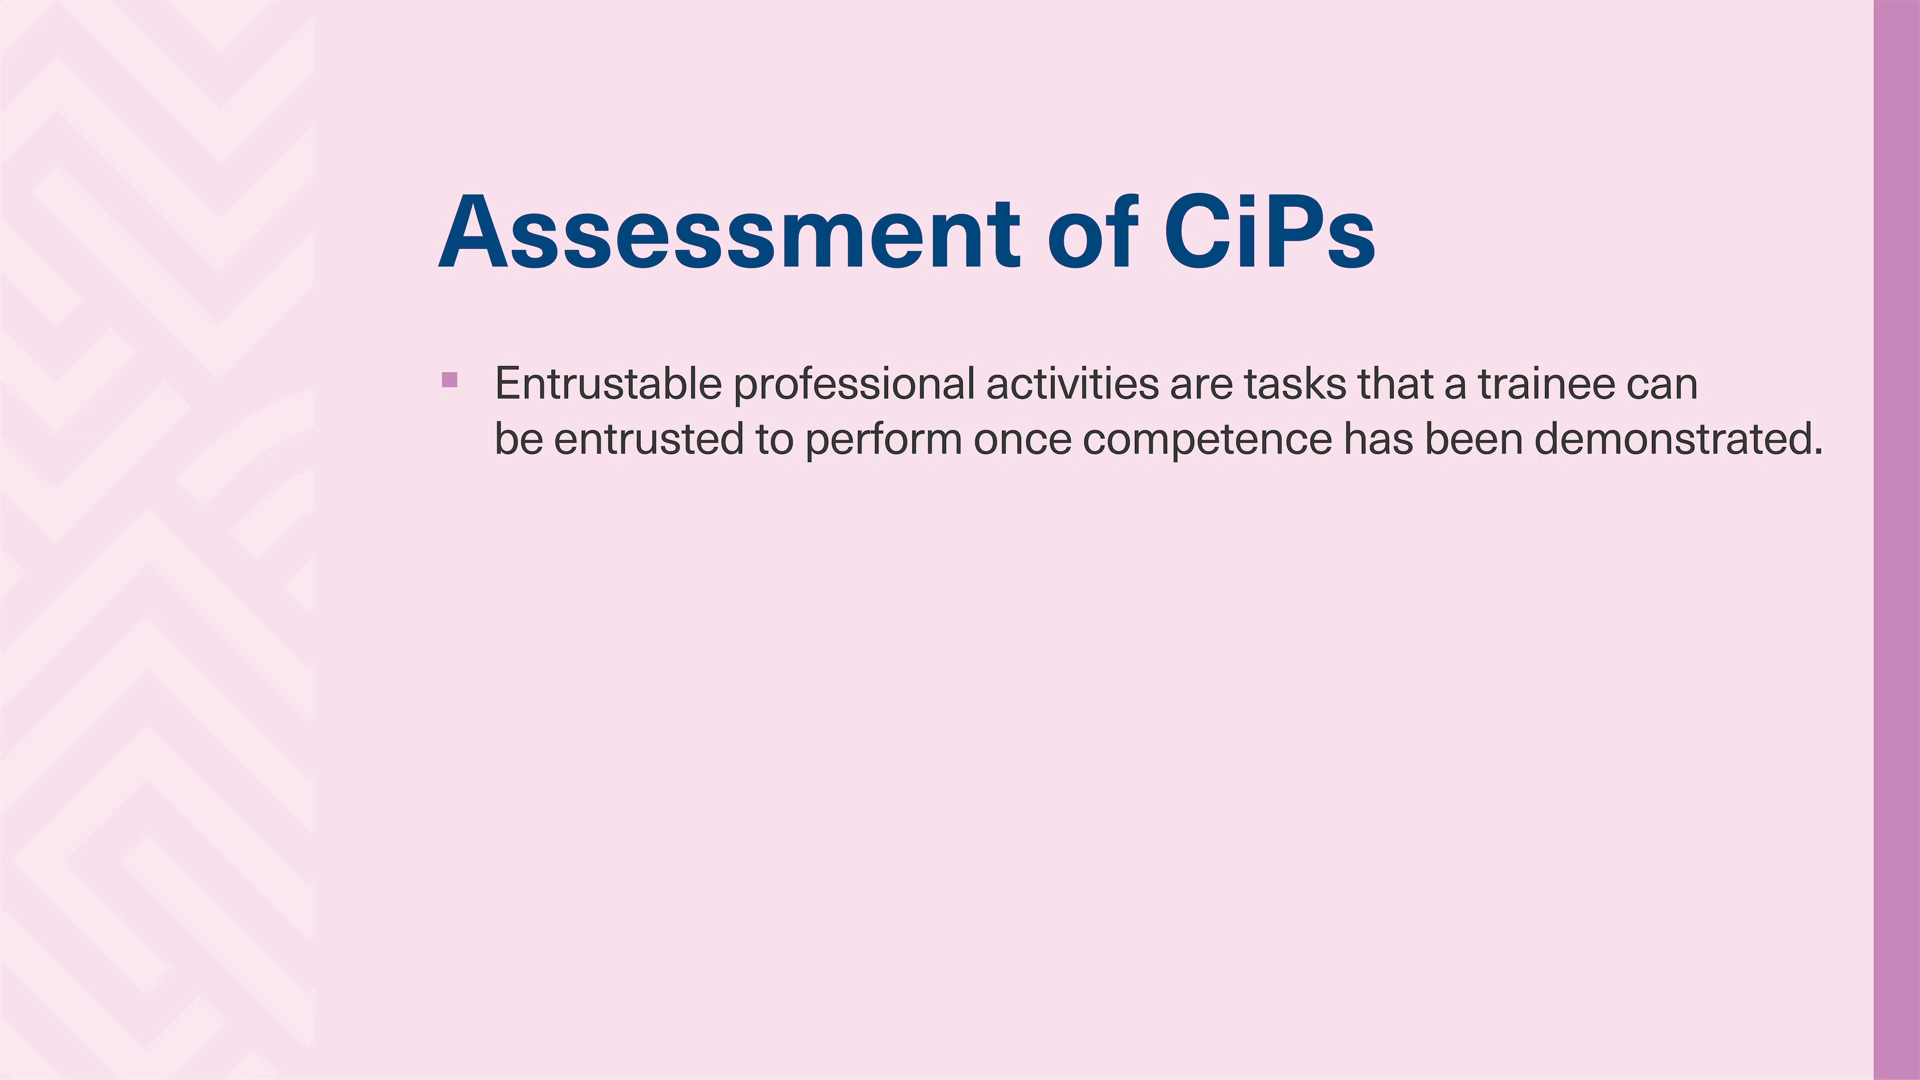 Assessment of CiPs
Entrustable professional activities are tasks that a trainee can
be entrusted to perform once competence has been demonstrated.